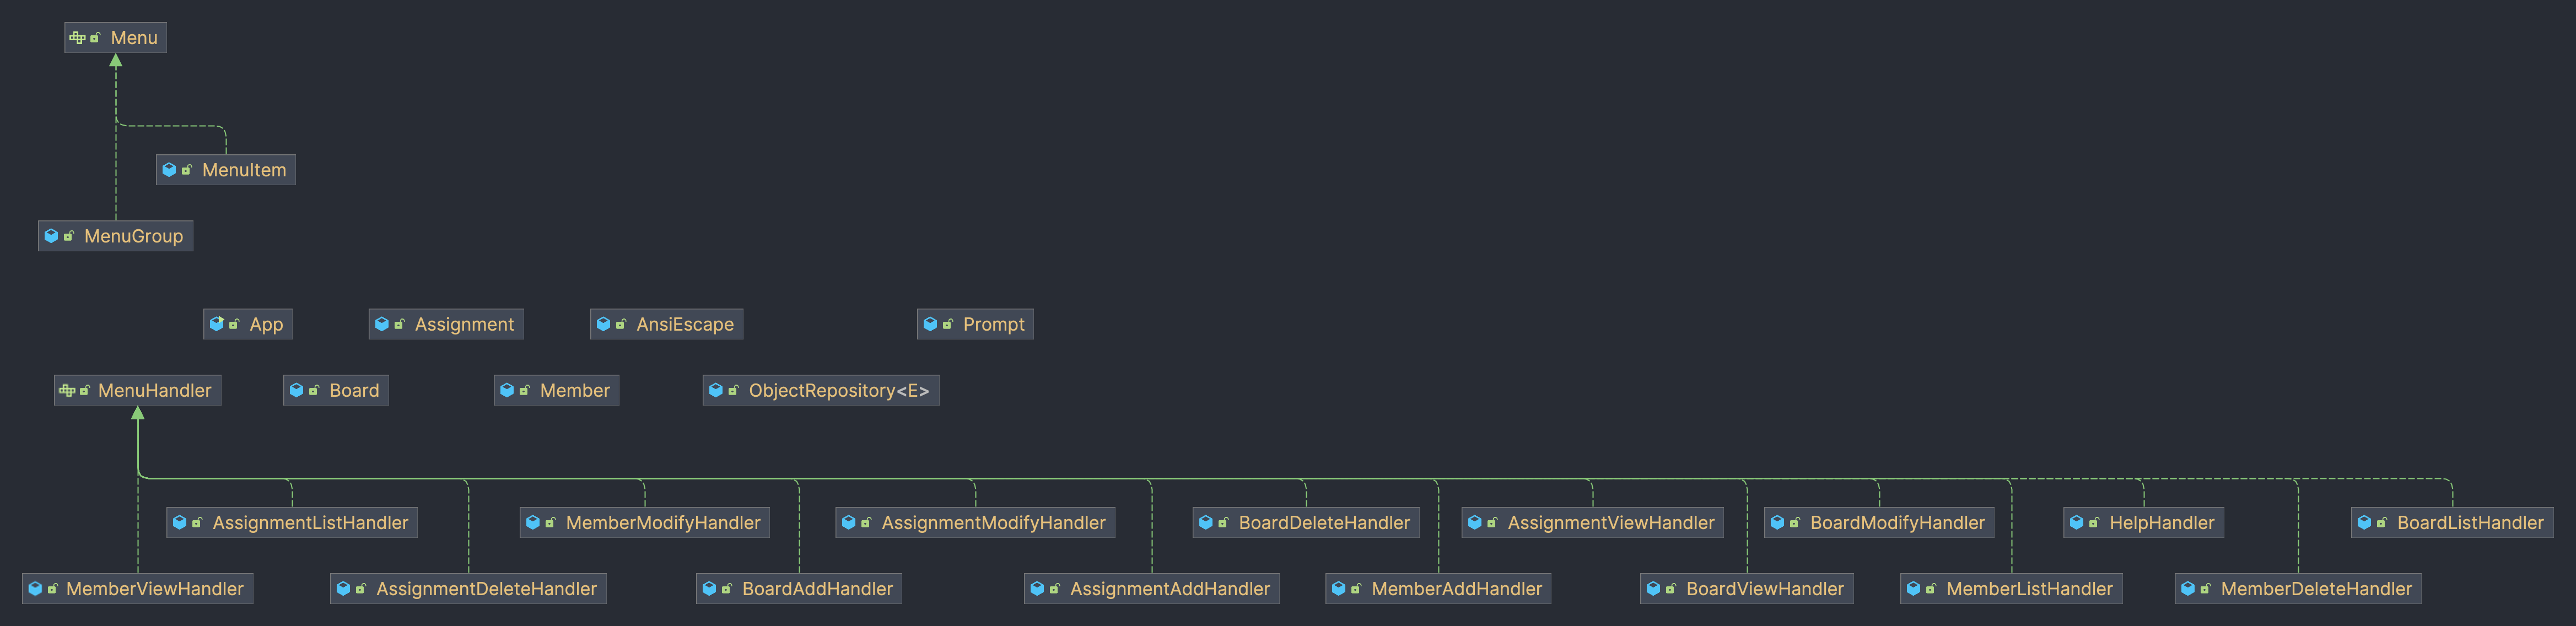 Menu
MenuItem
MenuGroup
App
Assignment
AnsiEscape
Prompt
MenuHandler
Board
Member
ObjectRepository<E>
AssignmentListHandler
MemberModifyHandler
AssignmentModifyHandler
BoardDeleteHandler
AssignmentViewHandler
BoardModifyHandler
HelpHandler
BoardListHandler
MemberViewHandler
AssignmentDeleteHandler
BoardAddHandler
AssignmentAddHandler
MemberAddHandler
BoardViewHandler
MemberListHandler
MemberDeleteHandler